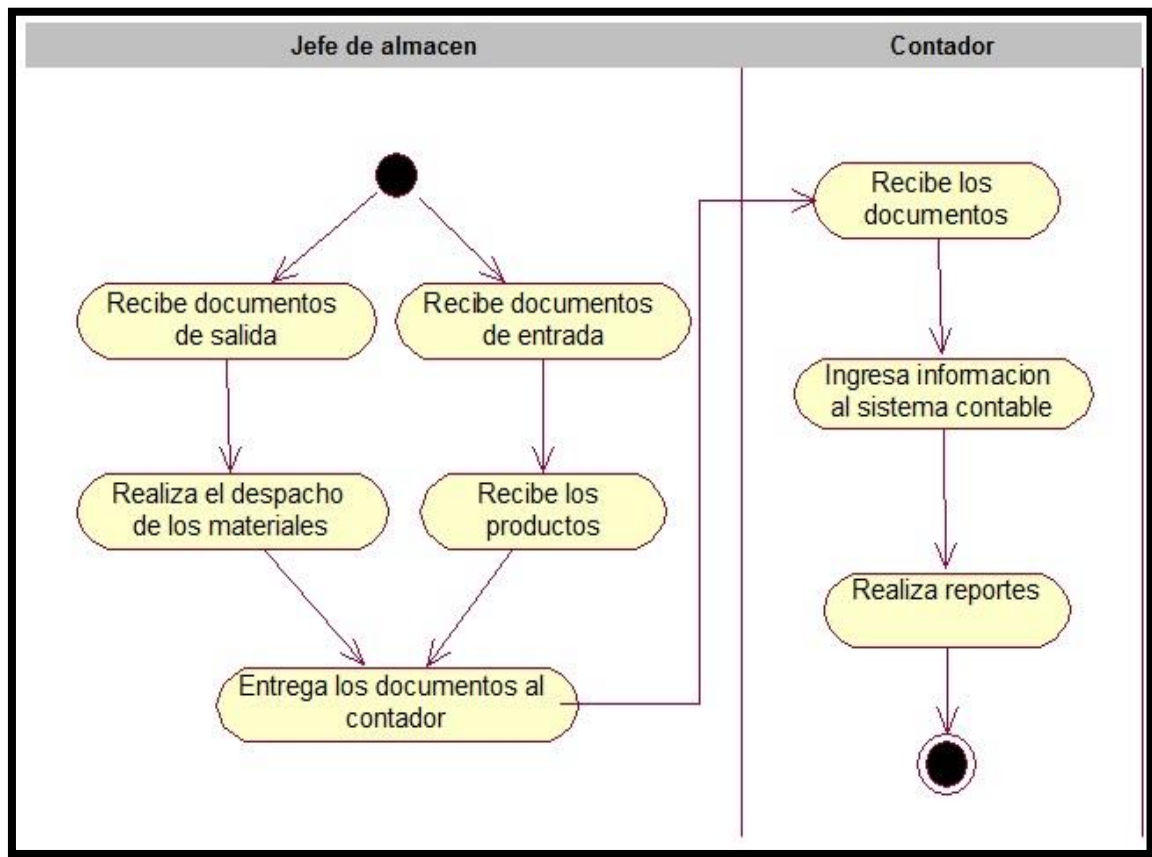 Jefe de almacen
Contador
Recibe documentos
de salida
Recibe documentos
de entrada
Realiza el despacho
de los materiales
Recibe los
productos
Entrega los documentos al
contador
Recibe los
documentos
Ingresa informacion
al sistema contable
Realiza reportes